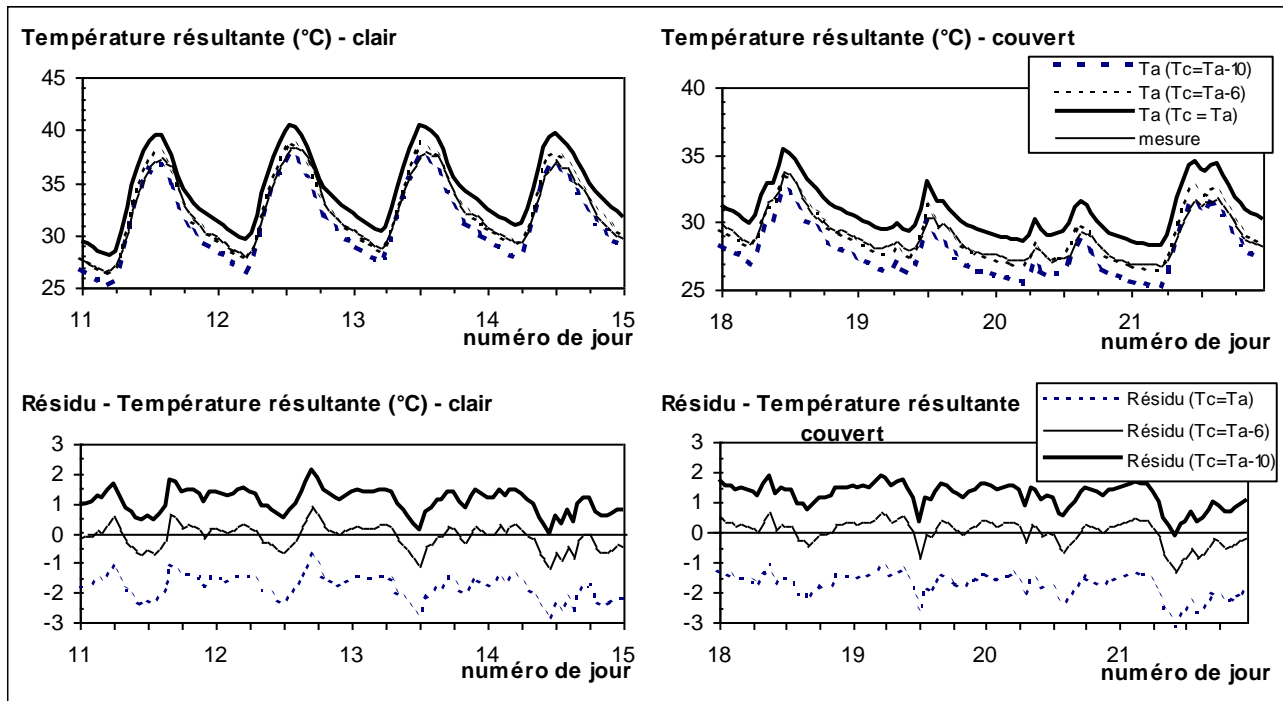 Température résultante (°C) - clair
45
40
35
30
25
11 12 13 14 15
numéro de jour
Température résultante (°C) - couvert
Ta (Tc=Ta-10)
Ta (Tc=Ta-6)
Ta (Tc = Ta)
mesure
40
35
30
25
18 19 20 21
numéro de jour
Résidu - Température résultante (°C) - clair
3
2
1
0
-1
-2
-3
11 12 13 14 15
numéro de jour
Résidu - Température résultante
couvert
Résidu (Tc=Ta)
Résidu (Tc=Ta-6)
Résidu (Tc=Ta-10)
3
2
1
0
-1
-2
-3
18 19 20 21
numéro de jour